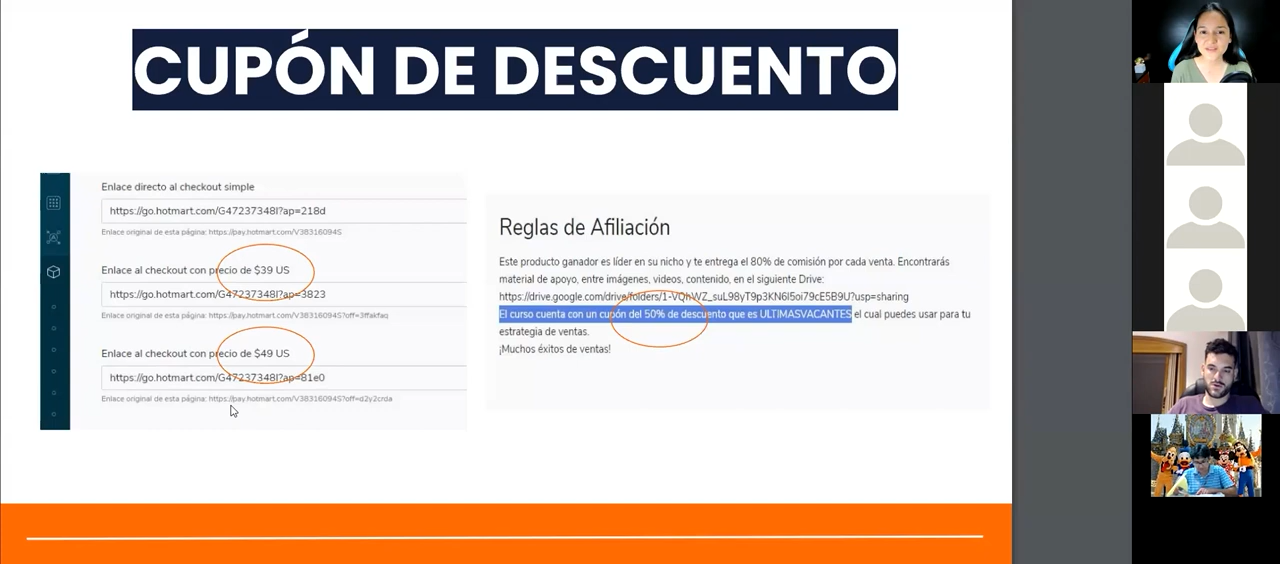 CUPÓN DE DESCUENTO
Enlace directo al checkout simple
https://go.hotmart.com/G47237348I?ap=218d
Enlace original de esta página: https://pay.hotmart.com/V38316094S
Enlace al checkout con precio de $39 US
https://go.hotmart.com/G47237348I?ap=3823
Enlace original de esta página: https://pay.hotmart.com/V38316094S?off=3ffakfaq
Enlace al checkout con precio de $49 US
https://go.hotmart.com/G47237348I?ap=81e0
Enlace original de esta página: https://pay.hotmart.com/V38316094S?off=d2y2crda
Reglas de Afiliación
Este producto ganador es líder en su nicho y te entrega el 80% de comisión por cada venta. Encontrarás
material de apoyo, entre imágenes, videos, contenido, en el siguiente Drive:
https://drive.google.com/drive/folders/1-VQhWZ_suL98yT9p3KN6I5oi79cE5B9U?usp=sharing
El curso cuenta con un cupón del 50% de descuento que es ULTIMASVACANTES el cual puedes usar para tu
estrategia de ventas.
¡Muchos éxitos de ventas!